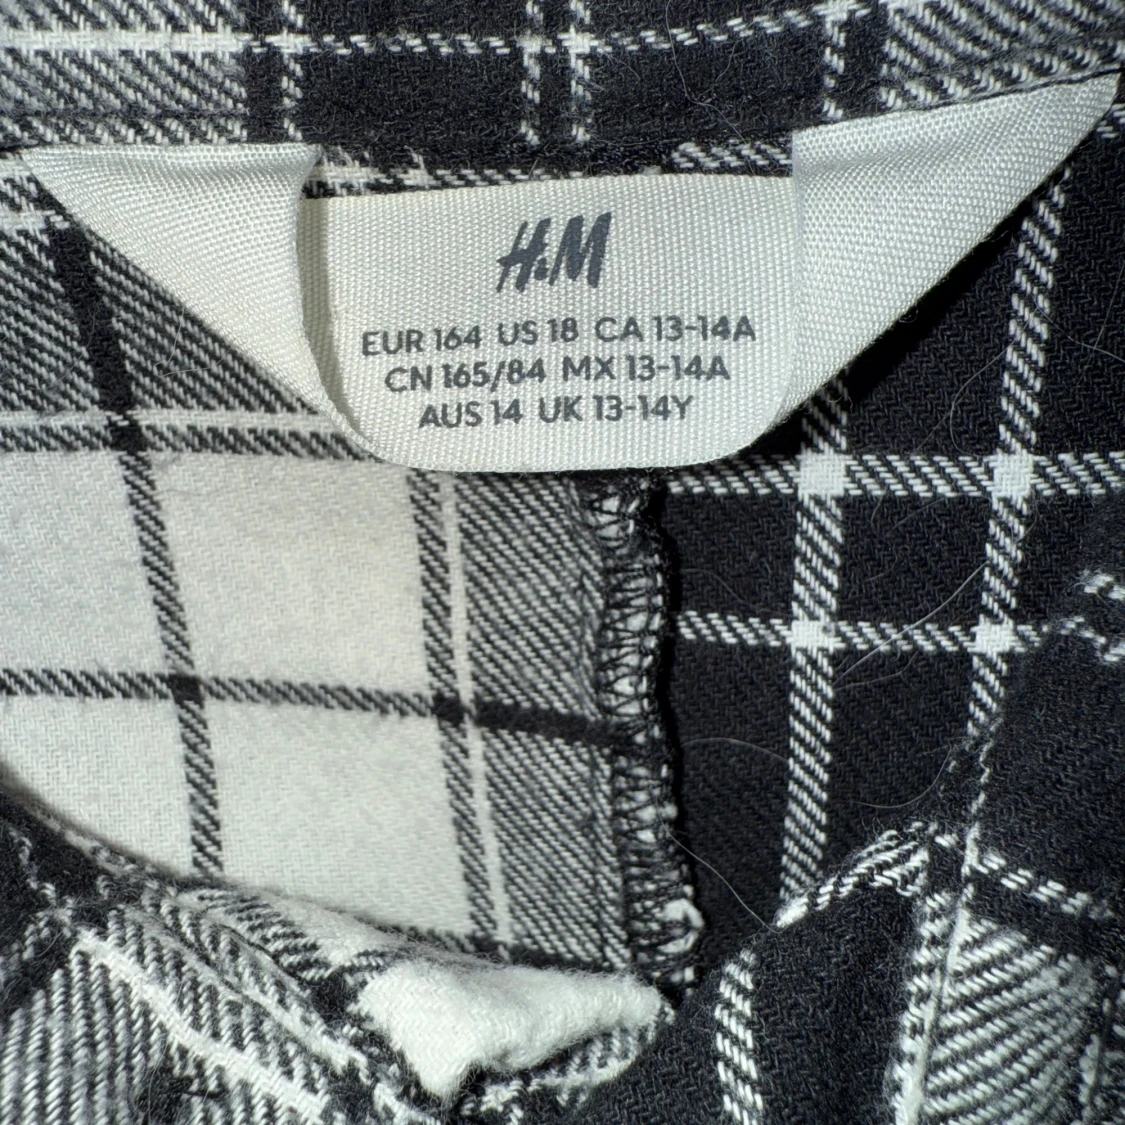 H&M
EUR 164 US 18 CA 13-14A
CN 165/84 MX 13-14A
AUS 14 UK 13-14Y